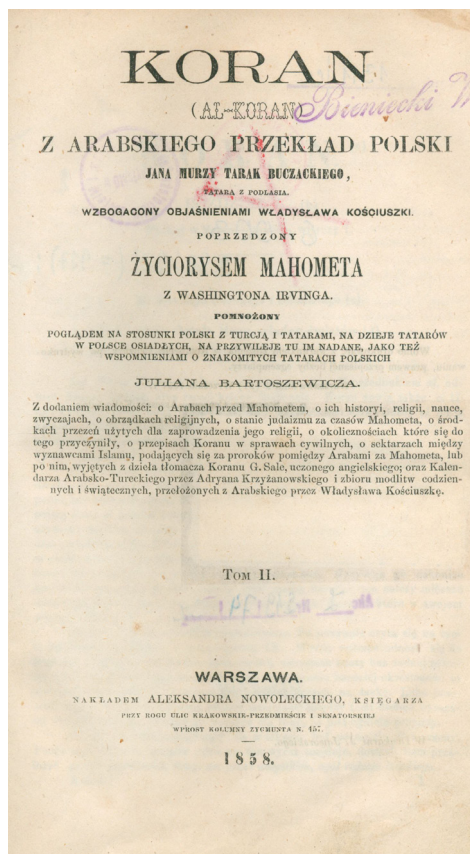 KORAN
(AL-KORAN)
Bieniecki W
Z ARABSKIEGO PRZEKŁAD POLSKI
JANA MURZY TARAK BUCZACKIEGO,
TATARA Z PODLASIA.
WZBOGACONY OBJAŚNIENIAMI WŁADYSŁAWA KOŚCIUSZKI.
POPRZEDZONY
ŻYCIORYSEM MAHOMETA
Z WASHINGTONA IRVINGA.
POMNOŻONY
POGLĄDEM NA STOSUNKI POLSKI Z TURCJĄ I TATARAMI, NA DZIEJE TATARÓW
W POLSCE OSIADŁYCH, NA PRZYWILEJE TU IM NADANE, JAKO TEŻ
WSPOMNIENIAMI O ZNAKOMITYCH TATARACH POLSKICH
JULIANA BARTOSZEWICZA.
Z dodaniem wiadomości: o Arabach przed Mahometem, o ich historyi, religii, nauce,
zwyczajach, o obrządkach religijnych, o stanie judaizmu za czasów Mahometa, o środ-
kach przezeń użytych dla zaprowadzenia jego religii, o okolicznościach które się do
tego przyczyniły, o przepisach Koranu w sprawach cywilnych, o sektarzach między
wyznawcami Islamu, podających się za proroków pomiędzy Arabami za Mahometa, lub
po nim, wyjętych z dzieła tłomacza Koranu G. Sale, uczonego angielskiego; oraz Kalen-
darza Arabsko-Tureckiego przez Adryana Krzyżanowskiego i zbioru modlitw codzien-
nych i świątecznych, przełożonych z Arabskiego przez Władysława Kościuszkę.
TOM II.
WARSZAWA.
NAKŁADEM ALEKSANDRA NOWOLECKIEGO, KSIĘGARZA
PRZY ROGU ULIC KRAKOWSKIE-PRZEDMIEŚCIE I SENATORSKIEJ
WPROST KOLUMNY ZYGMUNTA N. 457.
1858.